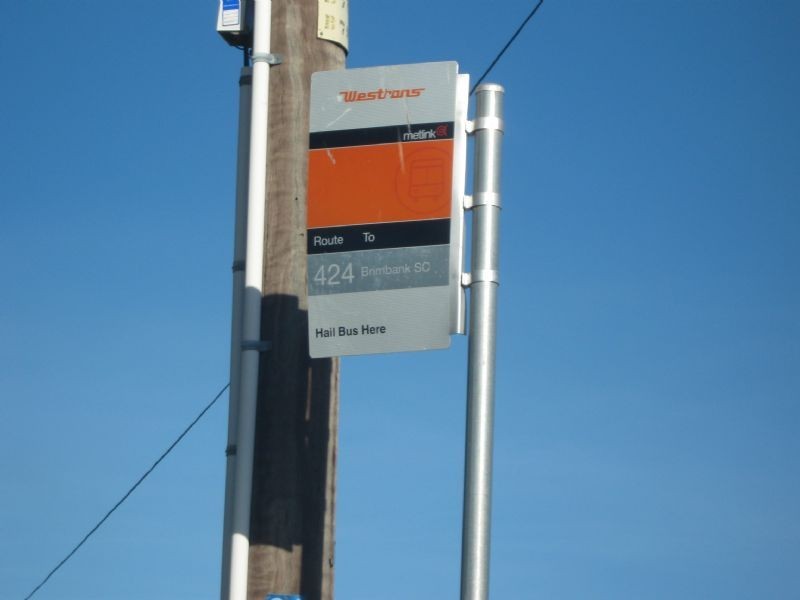 Westrans
metlink
Route To
424 Brimbank SC
Hail Bus Here